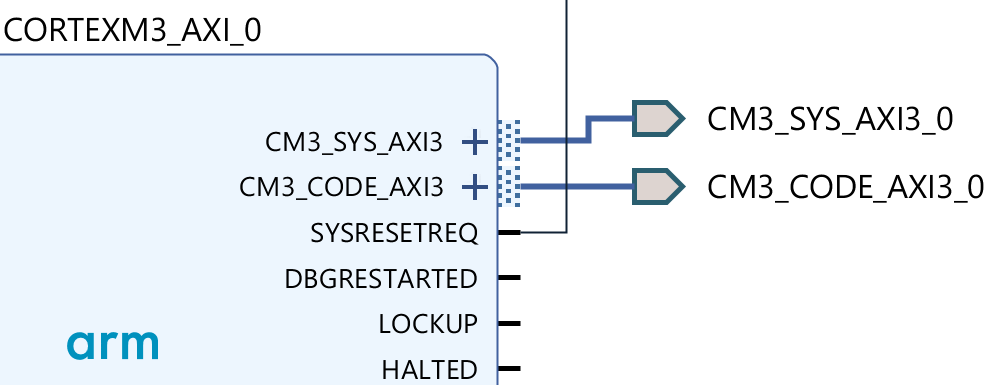 CORTEXM3_AXI_0
CM3_SYS_AXI3
CM3_SYS_AXI3_0
CM3_CODE_AXI3
CM3_CODE_AXI3_0
SYSRESETREQ
DBGRESTARTED
LOCKUP
arm
HALTED